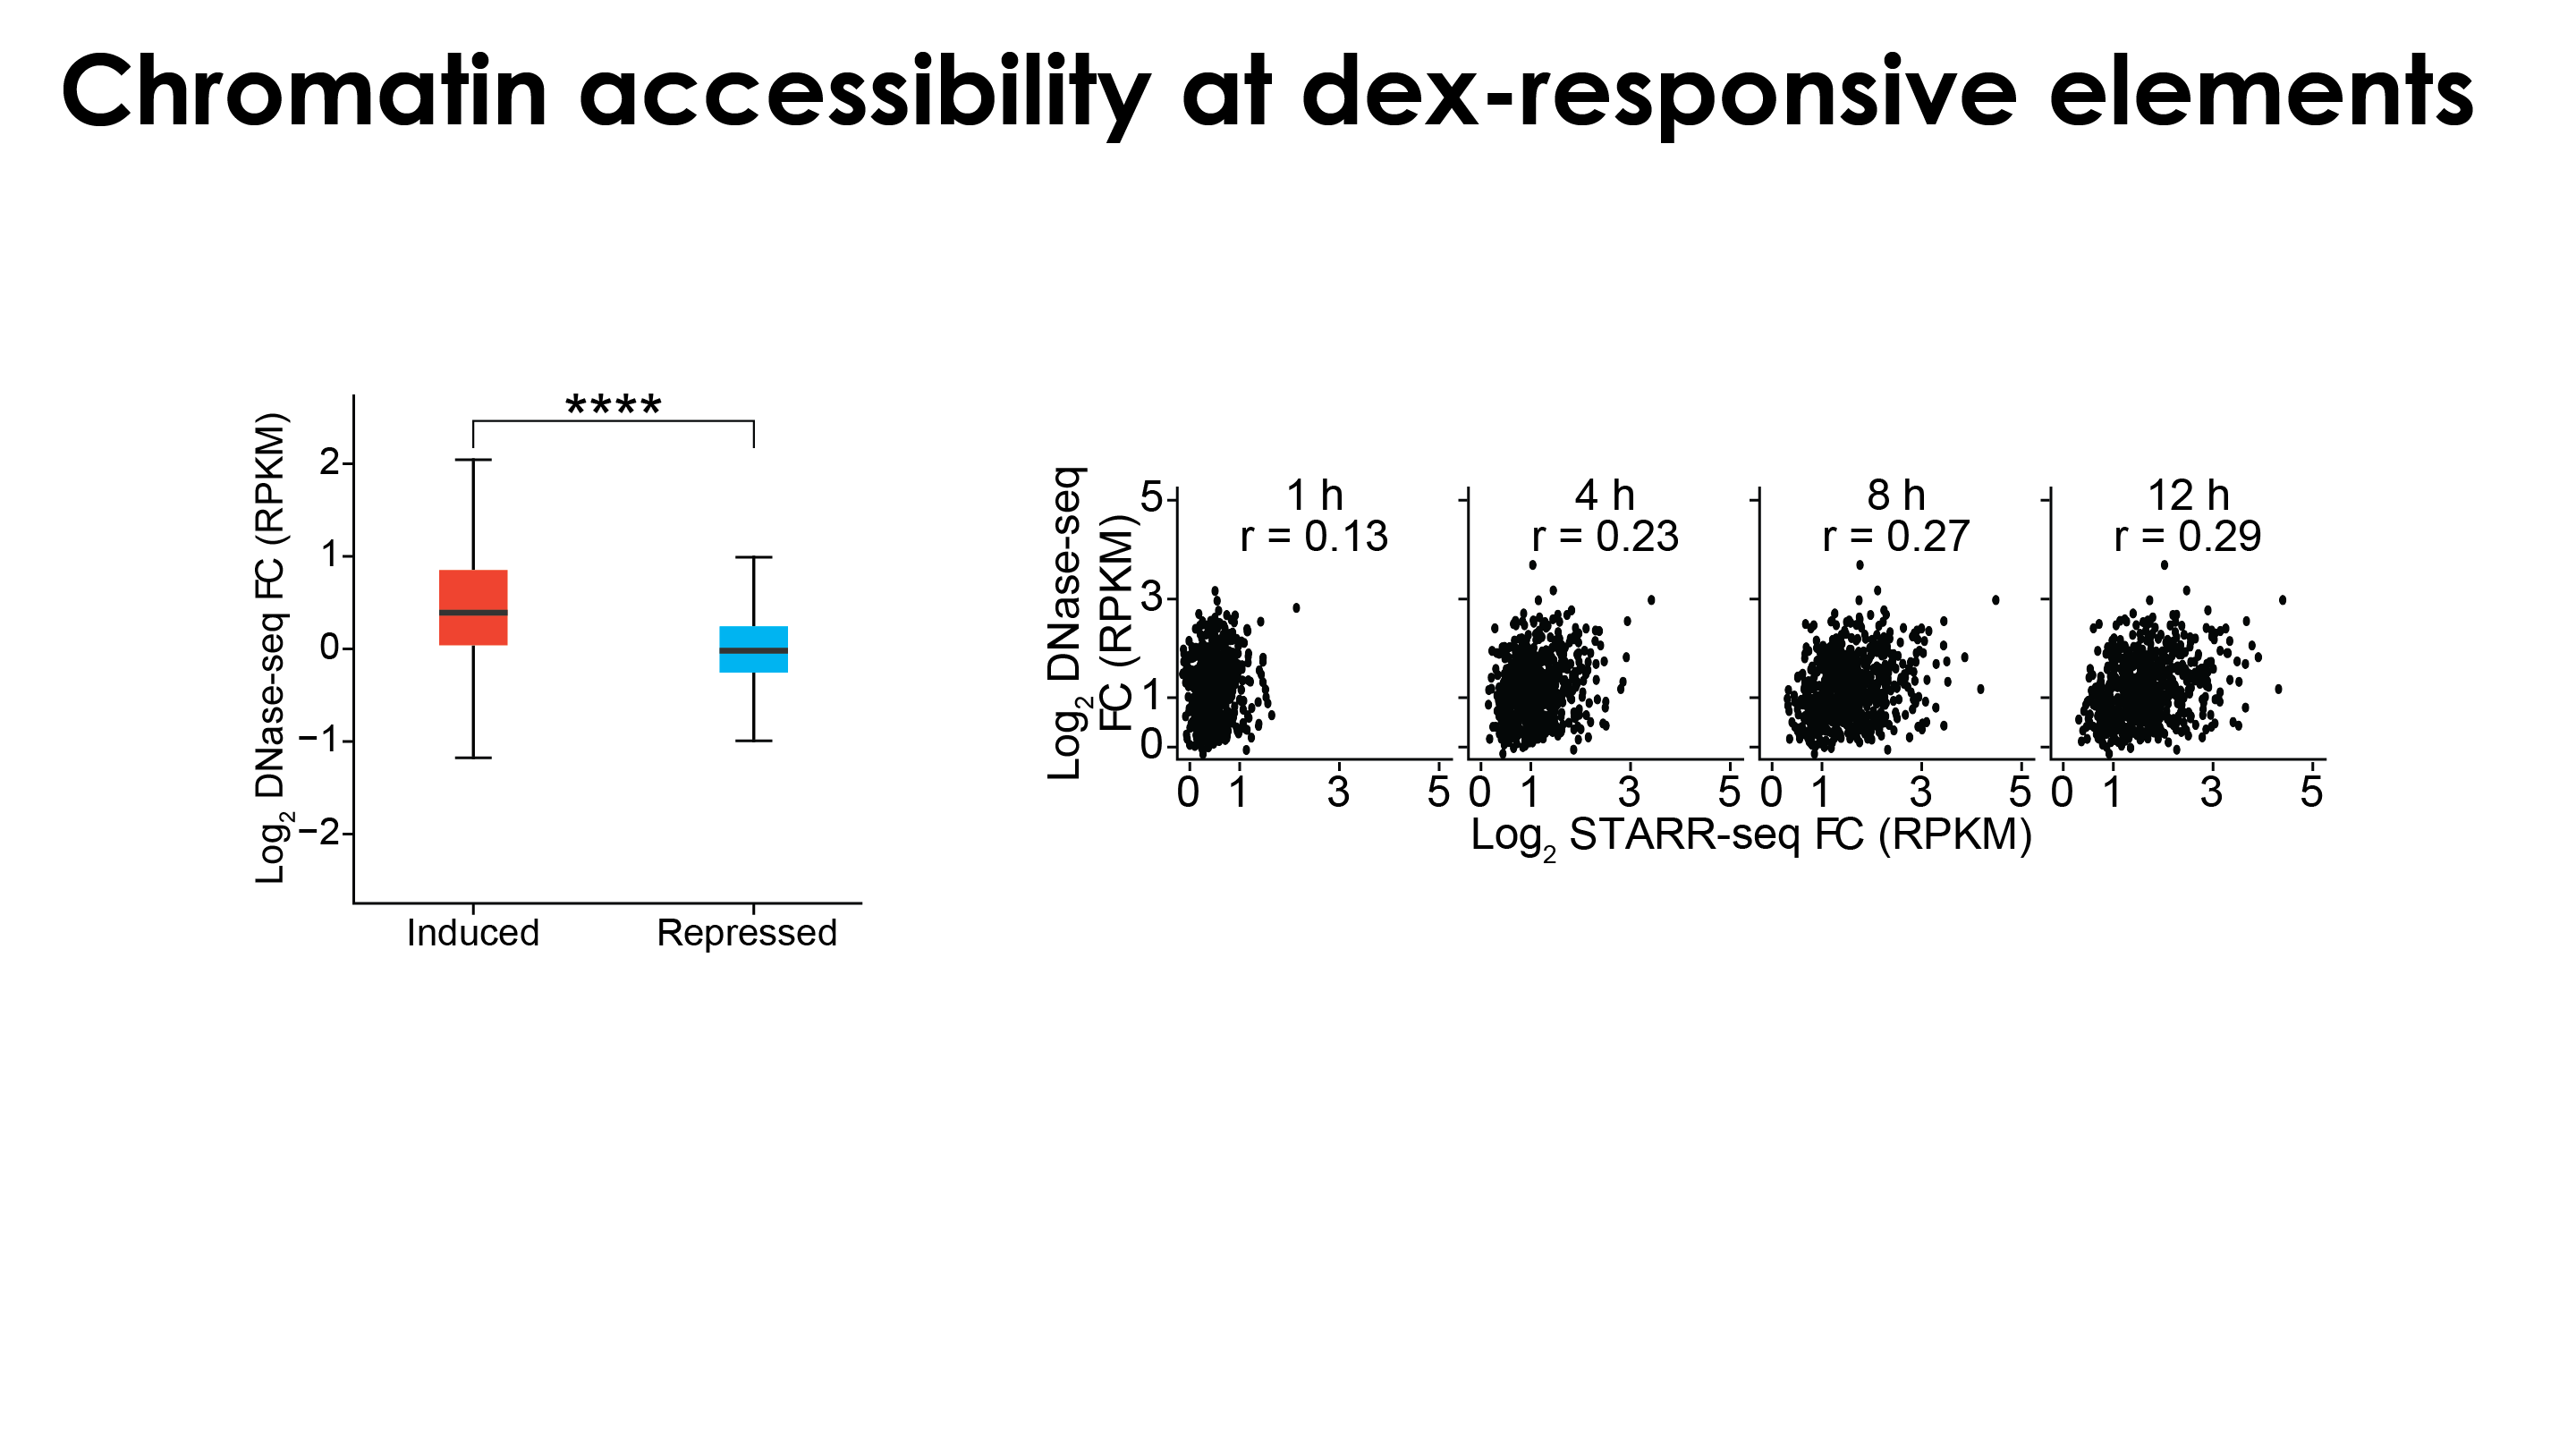 Chromatin accessibility at dex-responsive elements
Log2 DNase-seq FC (RPKM)
2
1
0
−1
−2
****
Induced
Repressed
Log2 DNase-seq
FC (RPKM)
5
3
1
0
1 h
r = 0.13
4 h
r = 0.23
8 h
r = 0.27
12 h
r = 0.29
0 1 3 5
0 1 3 5
0 1 3 5
0 1 3 5
Log2 STARR-seq FC (RPKM)